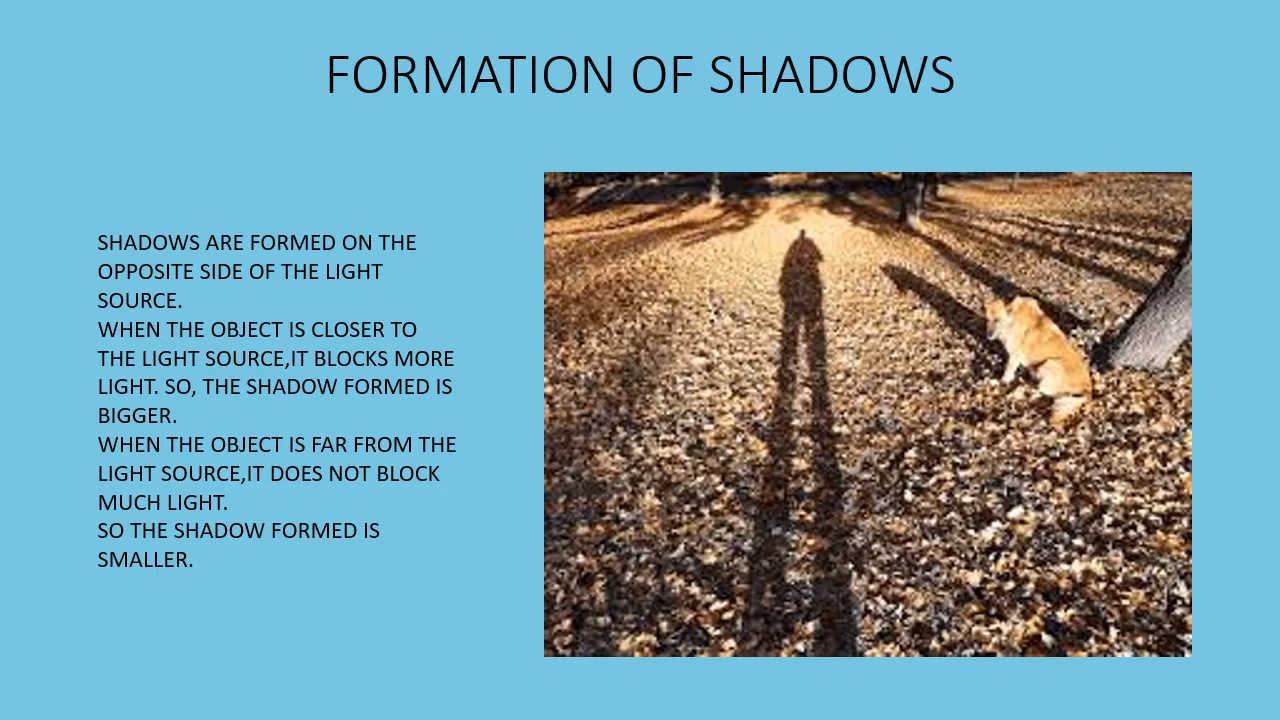 FORMATION OF SHADOWS
SHADOWS ARE FORMED ON THE
OPPOSITE SIDE OF THE LIGHT
SOURCE.
WHEN THE OBJECT IS CLOSER TO
THE LIGHT SOURCE,IT BLOCKS MORE
LIGHT. SO, THE SHADOW FORMED IS
BIGGER.
WHEN THE OBJECT IS FAR FROM THE
LIGHT SOURCE,IT DOES NOT BLOCK
MUCH LIGHT.
SO THE SHADOW FORMED IS
SMALLER.